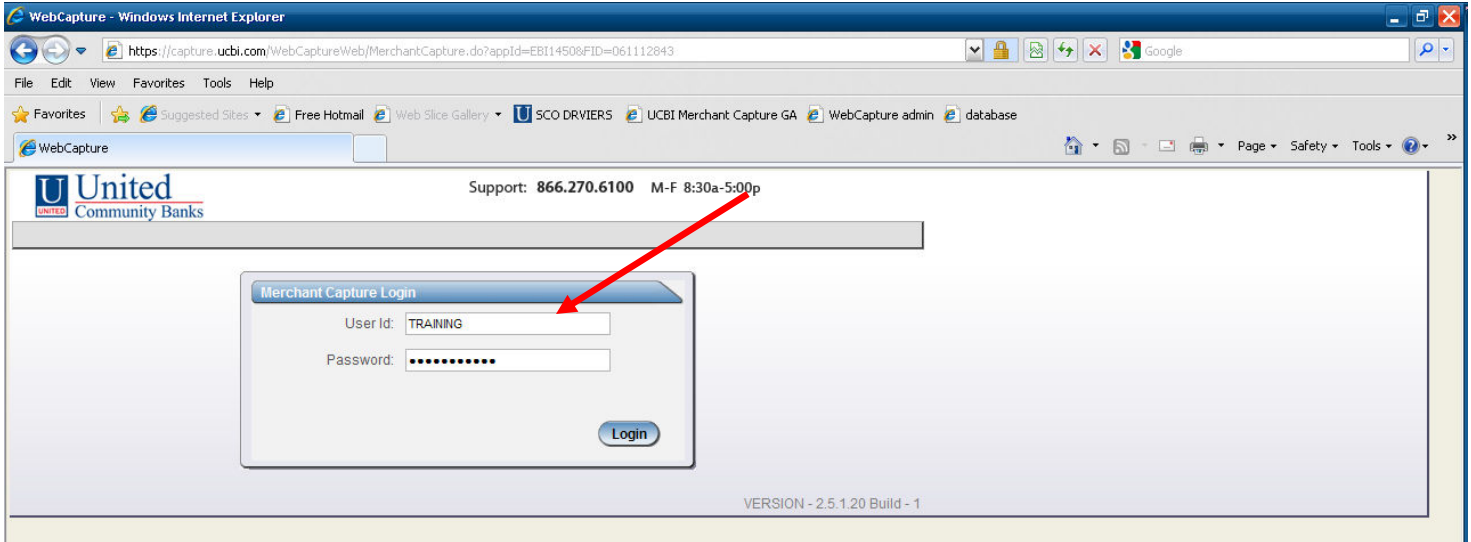 WebCapture - Windows Internet Explorer
https://capture.ucbi.com/WebCaptureWeb/MerchantCapture.do?appId=EBI1450&FID=061112843
Google
File Edit View Favorites Tools Help
Favorites Suggested Sites Free Hotmail Web Slice Gallery U SCO DRVIERS UCBI Merchant Capture GA WebCapture admin database
WebCapture
Page Safety Tools
U United
UNITED Community Banks
Support: 866.270.6100 M-F 8:30a-5:00p
Merchant Capture Login
User Id: TRAINING
Password: •••••••••••
Login
VERSION - 2.5.1.20 Build - 1